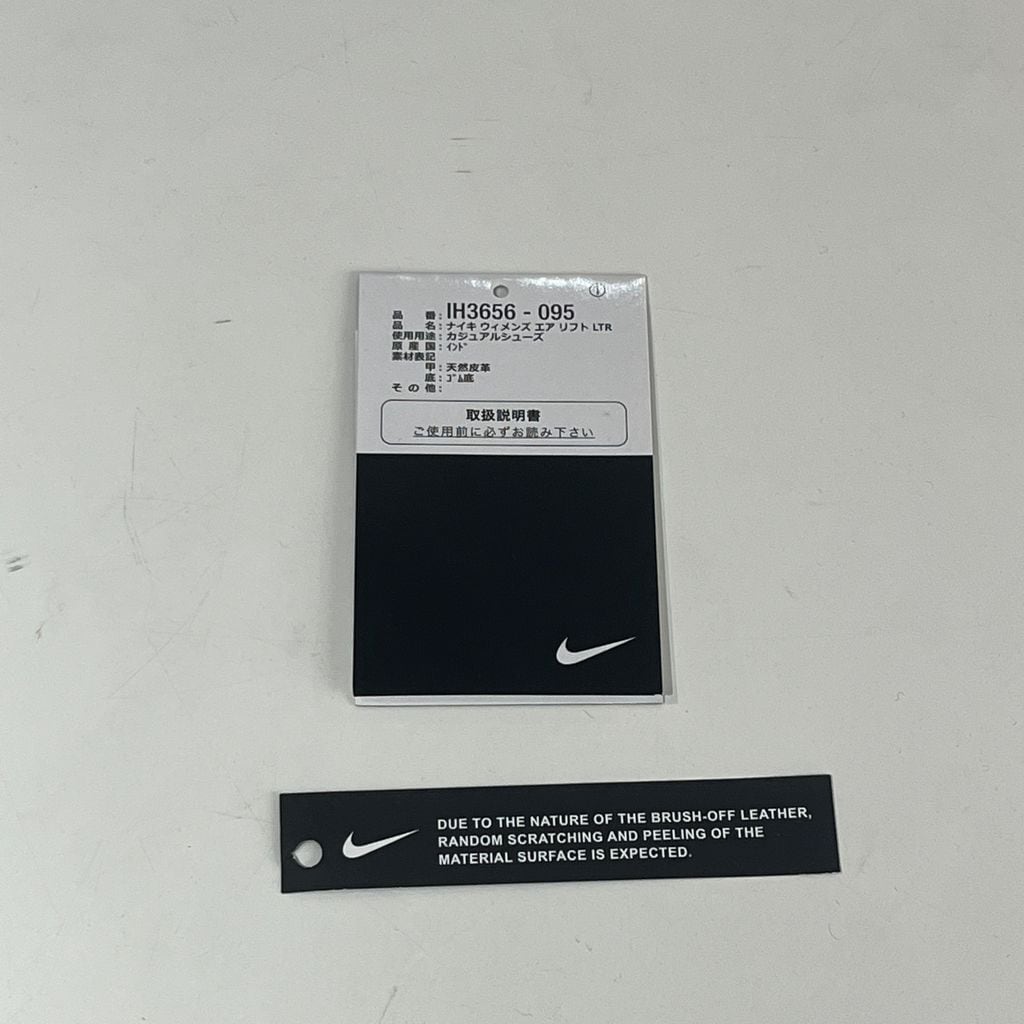 品 番: IH3656 - 095
品 名: ナイキ ウィメンズ エア リフト LTR
使用用途: カジュアルシューズ
原 産 国: ｲﾝﾄﾞ
素材表記
甲: 天然皮革
底: ｺﾞﾑ底
そ の 他:
取扱説明書
ご使用前に必ずお読み下さい
DUE TO THE NATURE OF THE BRUSH-OFF LEATHER,
RANDOM SCRATCHING AND PEELING OF THE
MATERIAL SURFACE IS EXPECTED.